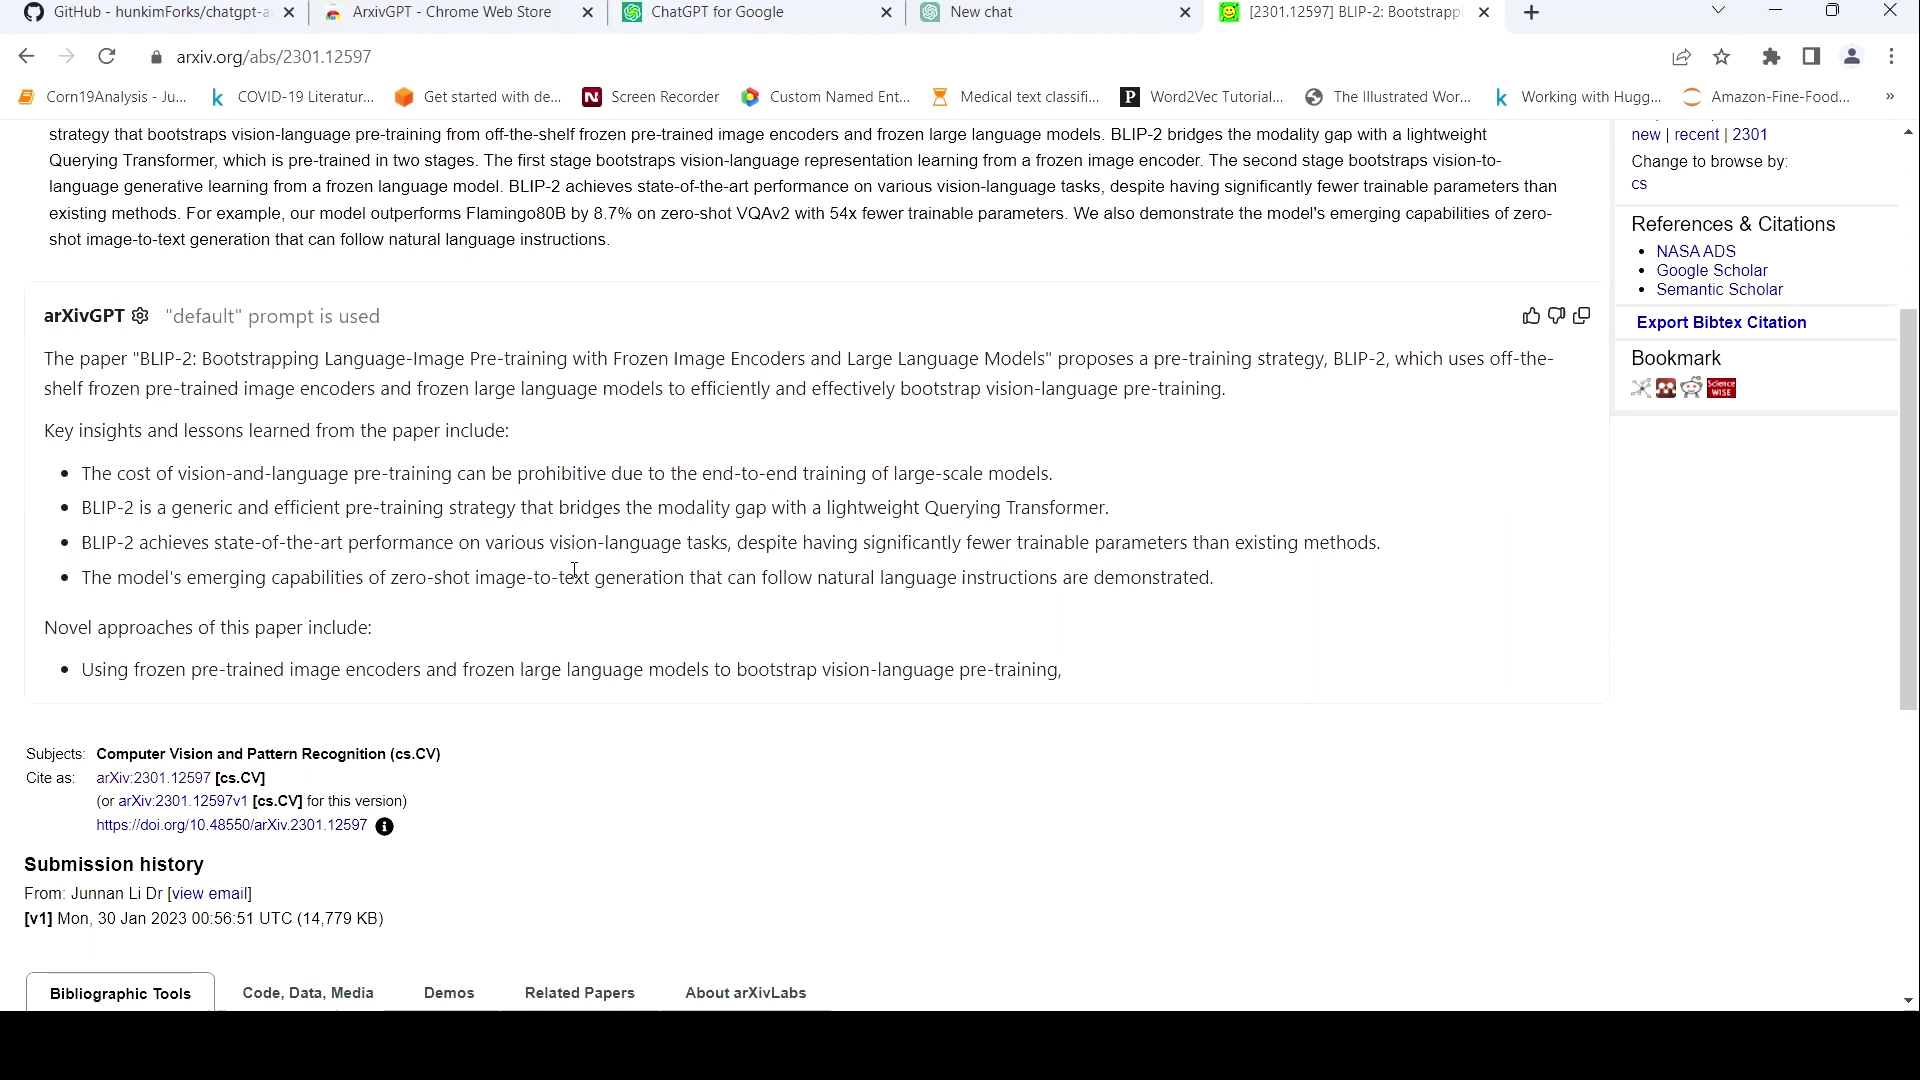 GitHub - hunkimForks/chatgpt-a
ArxivGPT - Chrome Web Store
ChatGPT for Google
New chat
[2301.12597] BLIP-2: Bootstrappi
arxiv.org/abs/2301.12597
Corn19Analysis - Ju...
COVID-19 Literatur...
Get started with de...
Screen Recorder
Custom Named Ent...
Medical text classifi...
Word2Vec Tutorial...
The Illustrated Wor...
Working with Hugg...
Amazon-Fine-Food...
»
strategy that bootstraps vision-language pre-training from off-the-shelf frozen pre-trained image encoders and frozen large language models. BLIP-2 bridges the modality gap with a lightweight
Querying Transformer, which is pre-trained in two stages. The first stage bootstraps vision-language representation learning from a frozen image encoder. The second stage bootstraps vision-to-
language generative learning from a frozen language model. BLIP-2 achieves state-of-the-art performance on various vision-language tasks, despite having significantly fewer trainable parameters than
existing methods. For example, our model outperforms Flamingo80B by 8.7% on zero-shot VQAv2 with 54x fewer trainable parameters. We also demonstrate the model's emerging capabilities of zero-
shot image-to-text generation that can follow natural language instructions.
new | recent | 2301
Change to browse by:
cs
References & Citations
• NASA ADS
• Google Scholar
• Semantic Scholar
Export Bibtex Citation
Bookmark
Science
WISE
arXivGPT "default" prompt is used
The paper "BLIP-2: Bootstrapping Language-Image Pre-training with Frozen Image Encoders and Large Language Models" proposes a pre-training strategy, BLIP-2, which uses off-the-
shelf frozen pre-trained image encoders and frozen large language models to efficiently and effectively bootstrap vision-language pre-training.
Key insights and lessons learned from the paper include:
• The cost of vision-and-language pre-training can be prohibitive due to the end-to-end training of large-scale models.
• BLIP-2 is a generic and efficient pre-training strategy that bridges the modality gap with a lightweight Querying Transformer.
• BLIP-2 achieves state-of-the-art performance on various vision-language tasks, despite having significantly fewer trainable parameters than existing methods.
• The model's emerging capabilities of zero-shot image-to-text generation that can follow natural language instructions are demonstrated.
Novel approaches of this paper include:
• Using frozen pre-trained image encoders and frozen large language models to bootstrap vision-language pre-training,
Subjects: Computer Vision and Pattern Recognition (cs.CV)
Cite as: arXiv:2301.12597 [cs.CV]
(or arXiv:2301.12597v1 [cs.CV] for this version)
https://doi.org/10.48550/arXiv.2301.12597
Submission history
From: Junnan Li Dr [view email]
[v1] Mon, 30 Jan 2023 00:56:51 UTC (14,779 KB)
Bibliographic Tools
Code, Data, Media
Demos
Related Papers
About arXivLabs